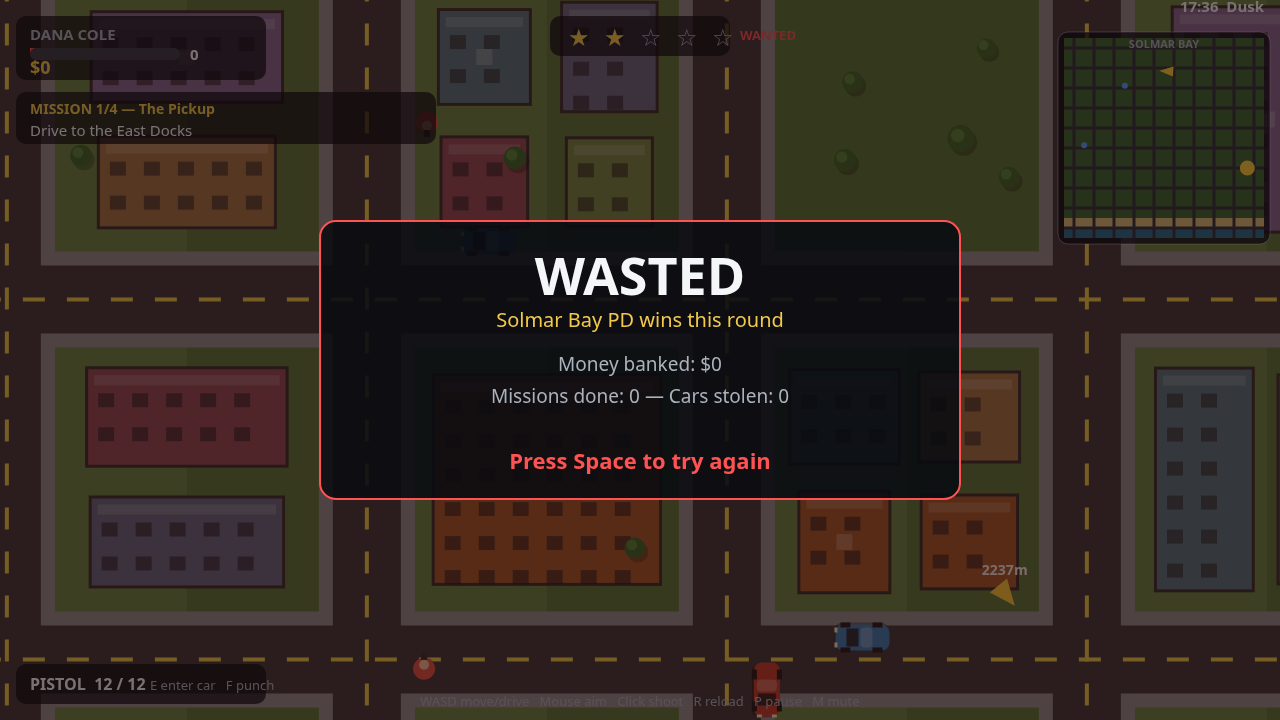 17:36 Dusk
DANA COLE
0
$0
WANTED
SOLMAR BAY
MISSION 1/4 — The Pickup
Drive to the East Docks
WASTED
Solmar Bay PD wins this round
Money banked: $0
Missions done: 0 — Cars stolen: 0
Press Space to try again
2237m
PISTOL 12 / 12 E enter car F punch
WASD move/drive Mouse aim Click shoot R reload P pause M mute